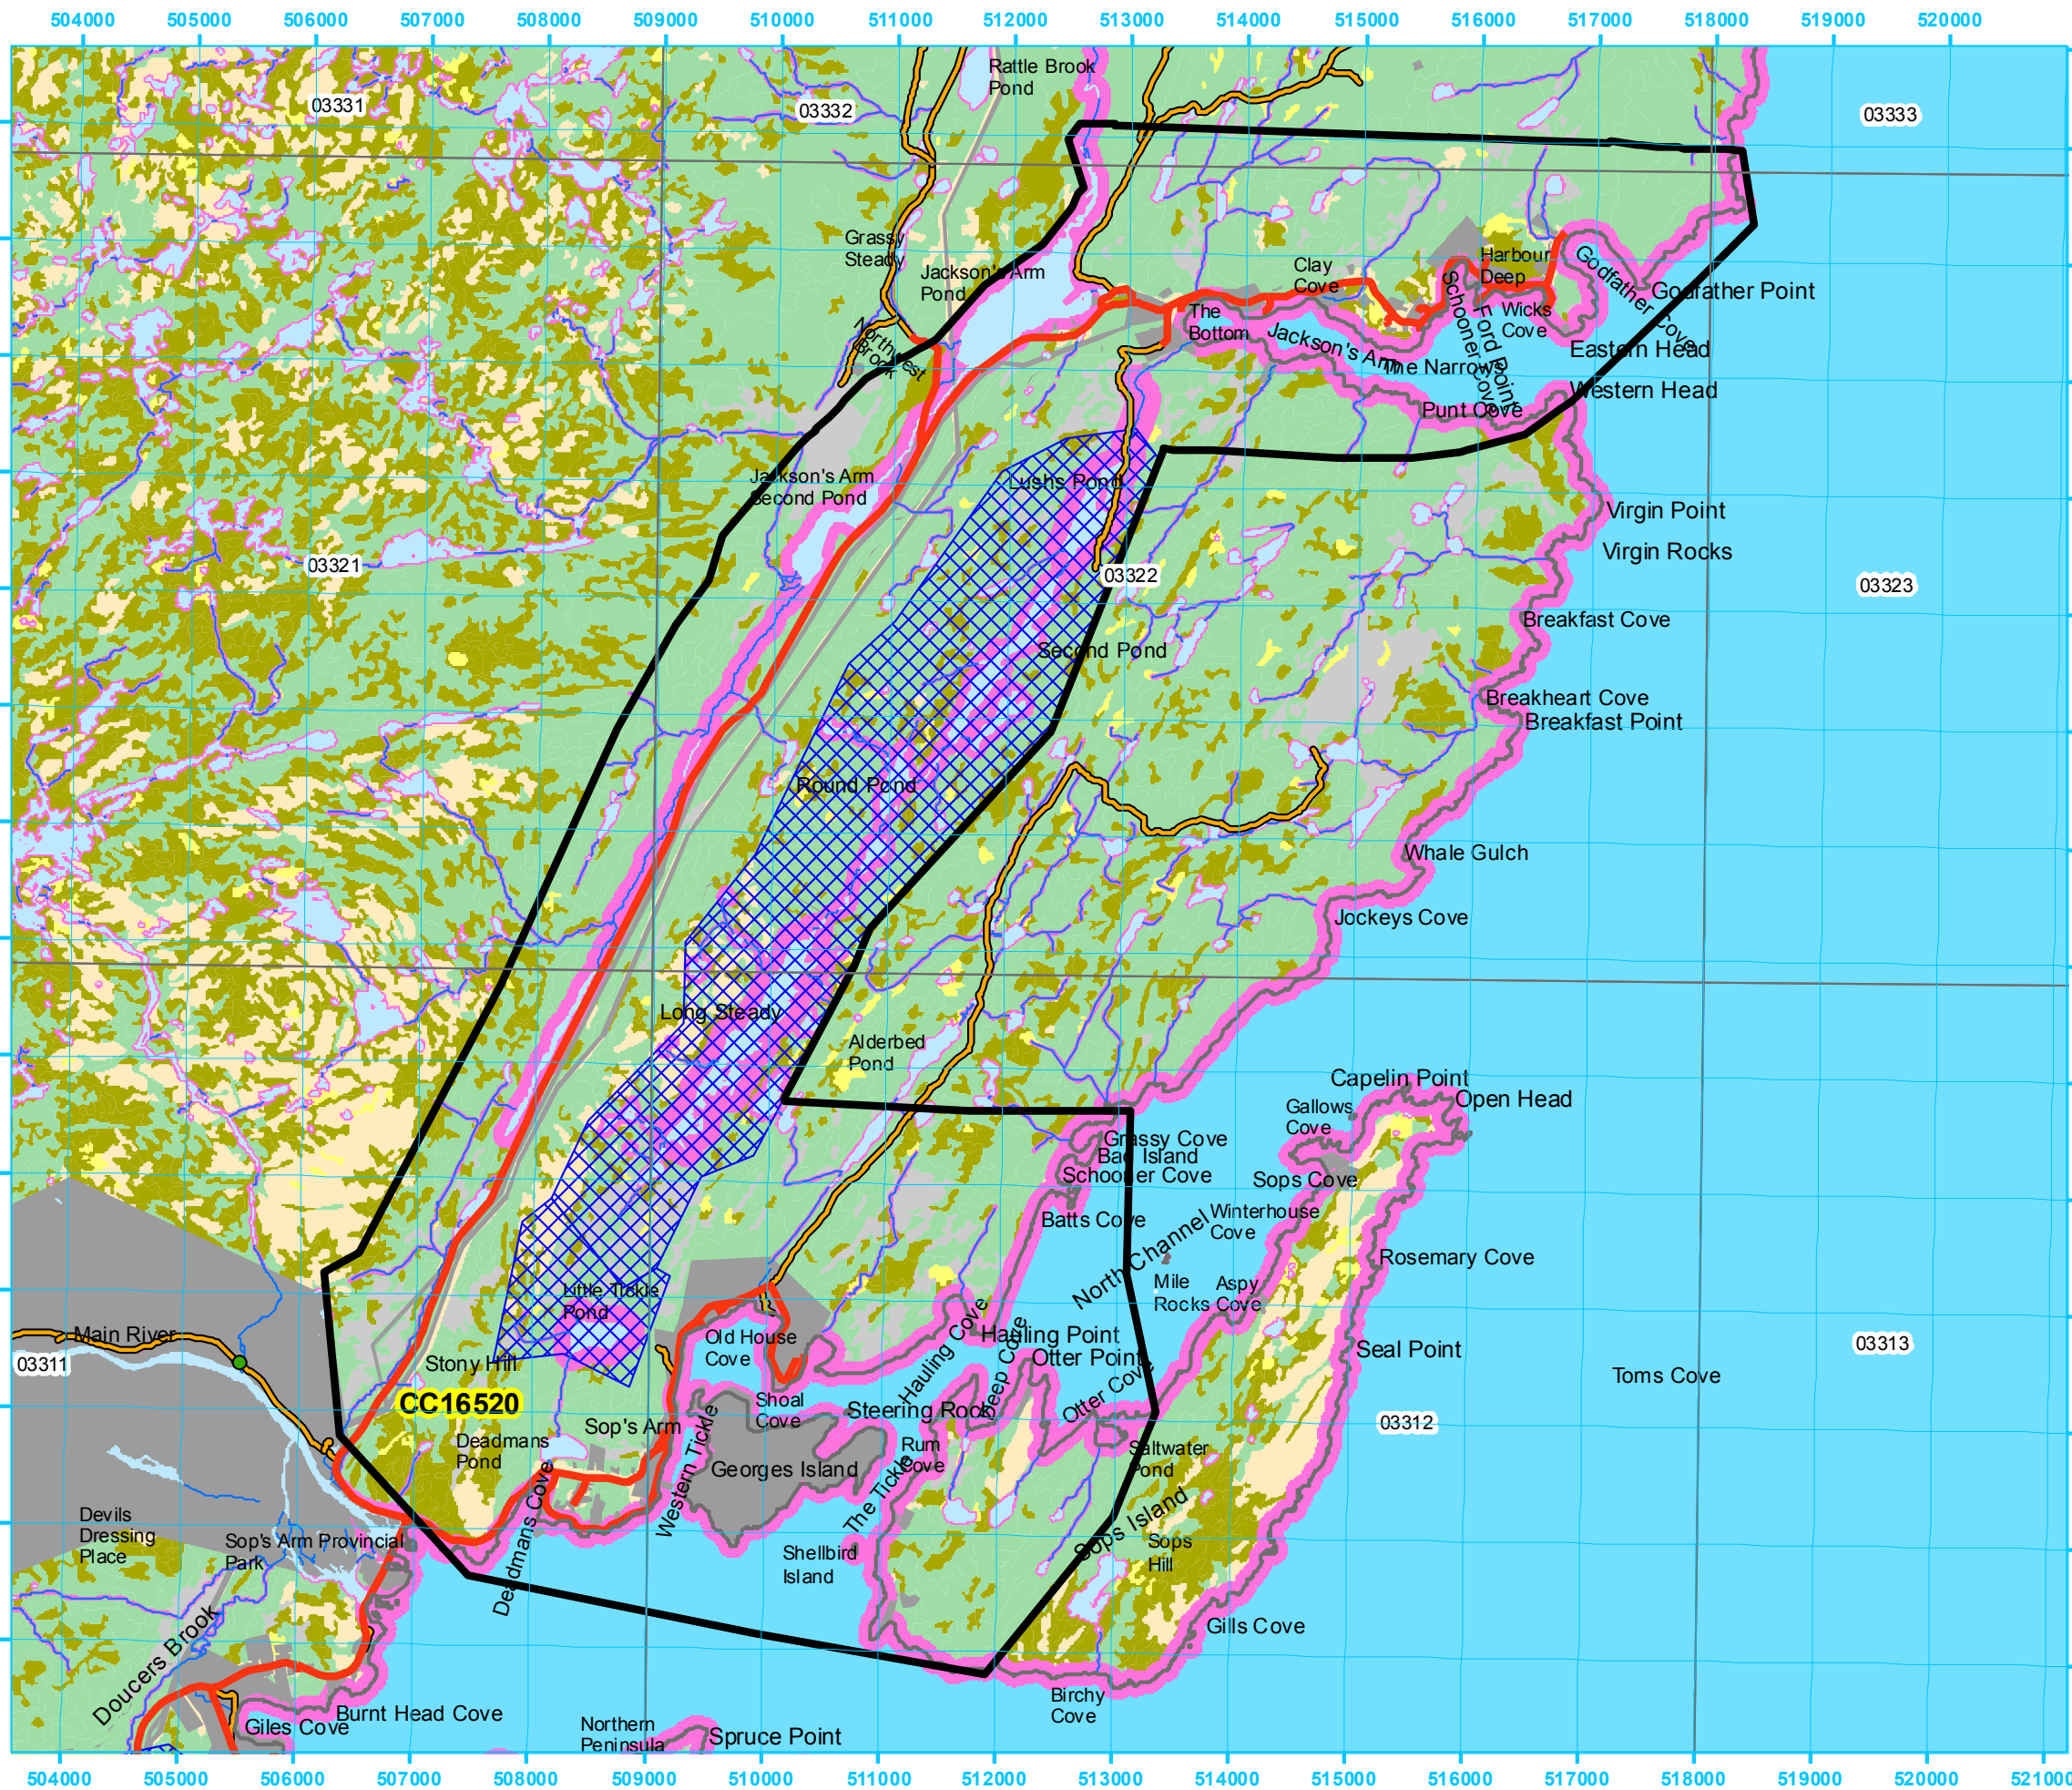 504000 505000 506000 507000 508000 509000 510000 511000 512000 513000 514000 515000 516000 517000 518000 519000 520000
Rattle Brook
Pond
03331
03332
03333
Grassy
Steady
Jackson's Arm
Pond
Clay
Cove
Harbour
Deep
Godfather Cove
Godfather Point
The
Bottom
Wicks
Cove
Schooner Cove
Ford Point
Northwest
Brook
Jackson's Arm
The Narrows
Eastern Head
Western Head
Punt Cove
Jackson's Arm
Second Pond
Lushs Pond
Virgin Point
Virgin Rocks
03321
03322
03323
Breakfast Cove
Second Pond
Breakheart Cove
Breakfast Point
Round Pond
Whale Gulch
Jockeys Cove
Long Steady
Alderbed
Pond
Capelin Point
Open Head
Gallows
Cove
Grassy Cove
Bad Island
Schooner Cove
Sops Cove
Batts Cove
Winterhouse
Cove
North Channel
Rosemary Cove
Little Tickle
Pond
Mile
Rocks
Aspy
Cove
Main River
03311
Old House
Cove
Hauling Cove
Hauling Point
Deep Cove
Otter Point
Seal Point
03313
Stony Hill
Toms Cove
CC16520
Shoal
Cove
Steering Rock
Otter Cove
03312
Sop's Arm
Deadmans
Pond
Western Tickle
Georges Island
Rum
Cove
Saltwater
Pond
The Tickle
Deadmans Cove
Devils
Dressing
Place
Sop's Arm Provincial
Park
Shellbird
Island
Sops Island
Sops
Hill
Doucers Brook
Gills Cove
Burnt Head Cove
Giles Cove
Birchy
Cove
Northern
Peninsula
Spruce Point
504000 505000 506000 507000 508000 509000 510000 511000 512000 513000 514000 515000 516000 517000 518000 519000 520000 52100